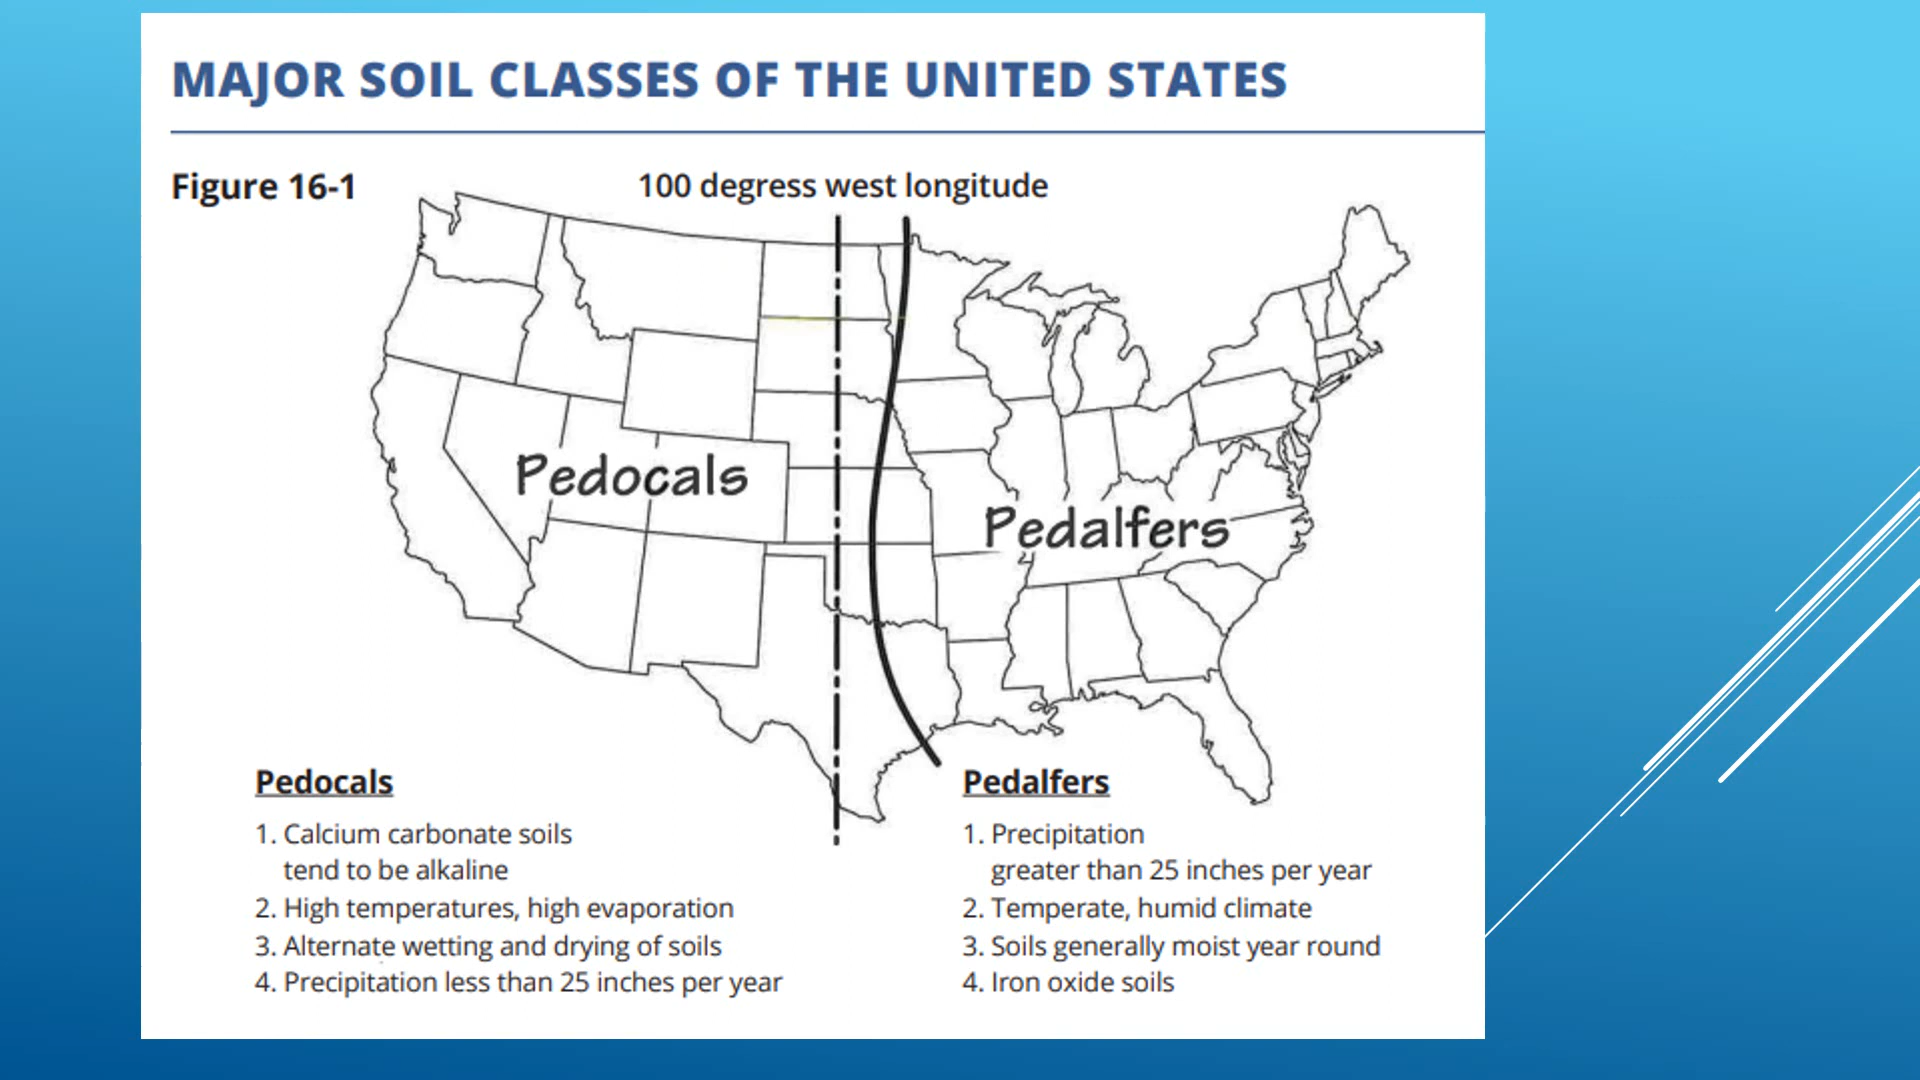 MAJOR SOIL CLASSES OF THE UNITED STATES
Figure 16-1
100 degress west longitude
Pedocals
Pedalfers
Pedocals
1. Calcium carbonate soils
tend to be alkaline
2. High temperatures, high evaporation
3. Alternate wetting and drying of soils
4. Precipitation less than 25 inches per year
Pedalfers
1. Precipitation
greater than 25 inches per year
2. Temperate, humid climate
3. Soils generally moist year round
4. Iron oxide soils